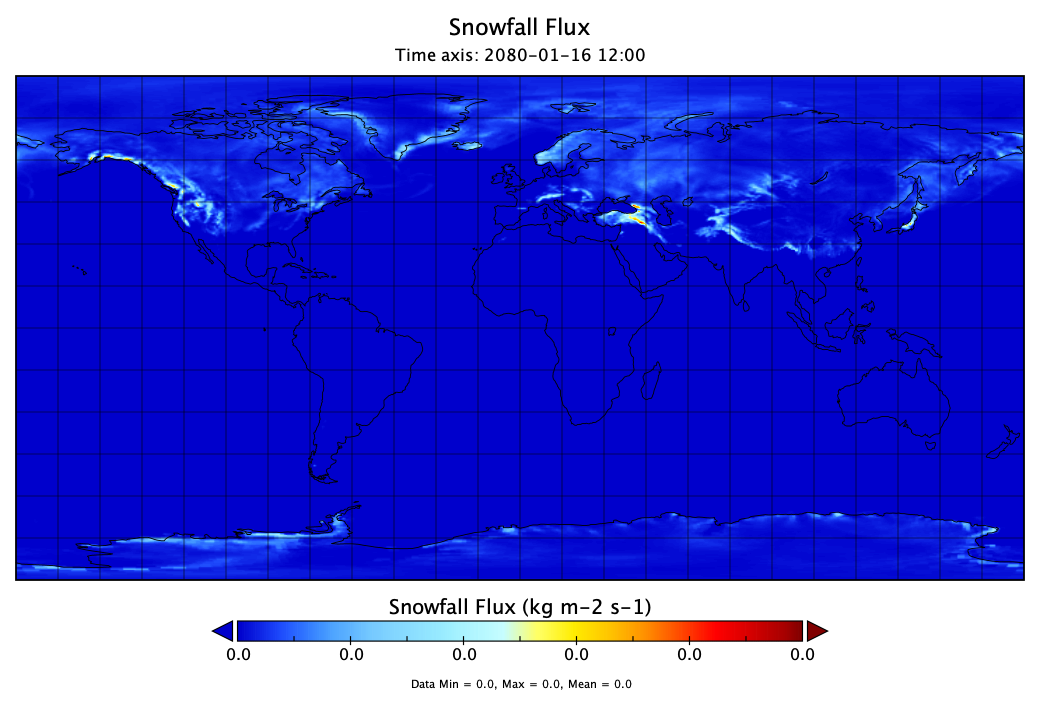 Snowfall Flux
Time axis: 2080-01-16 12:00
Snowfall Flux (kg m-2 s-1)
0.0 0.0 0.0 0.0 0.0 0.0
Data Min = 0.0, Max = 0.0, Mean = 0.0